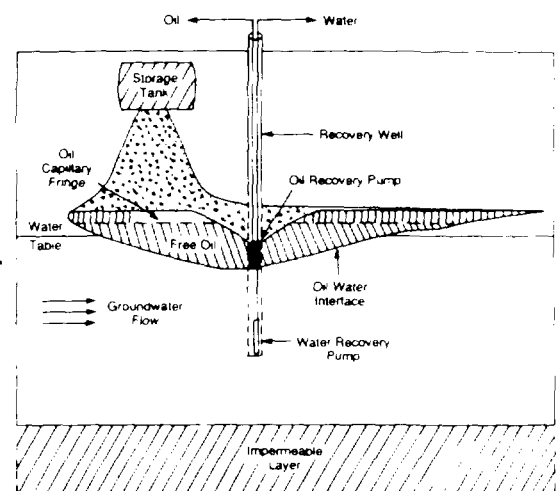 Oil
Water
Storage
Tank
Recovery Well
Oil
Capillary
Fringe
Oil Recovery Pump
Water
Table
Free Oil
Oil Water
Interface
Groundwater
Flow
Water Recovery
Pump
Impermeable
Layer